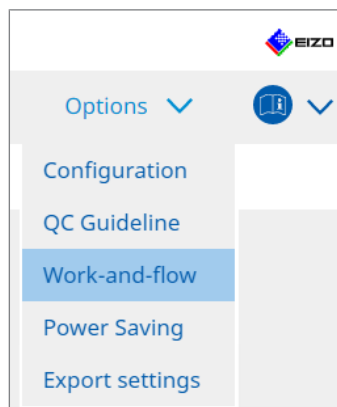 EIZO
Options
Configuration
QC Guideline
Work-and-flow
Power Saving
Export settings